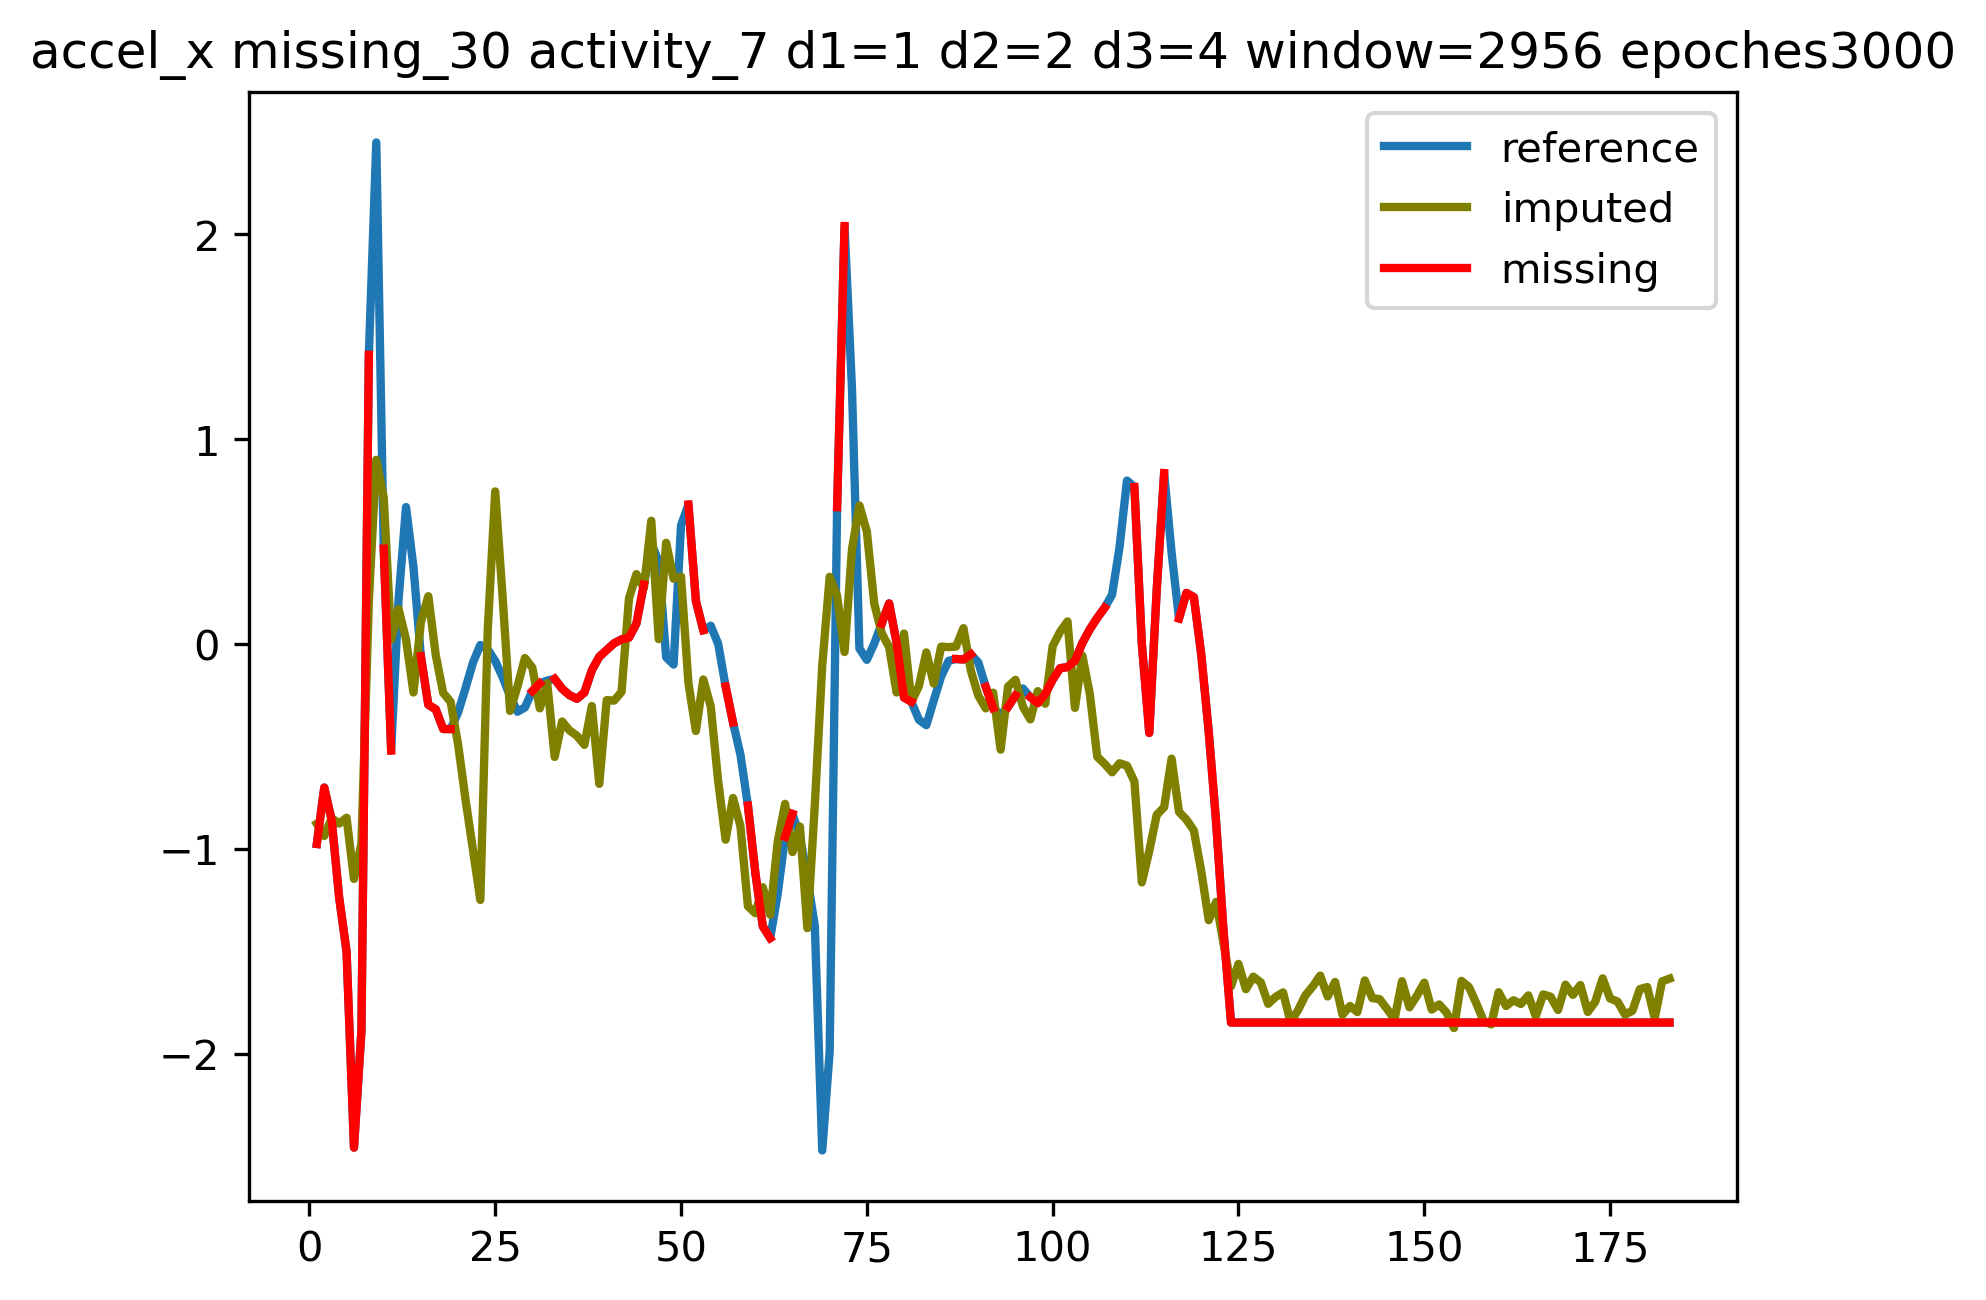 accel_x missing_30 activity_7 d1=1 d2=2 d3=4 window=2956 epoches3000
reference
imputed
missing
2
1
0
−1
−2
0 25 50 75 100 125 150 175